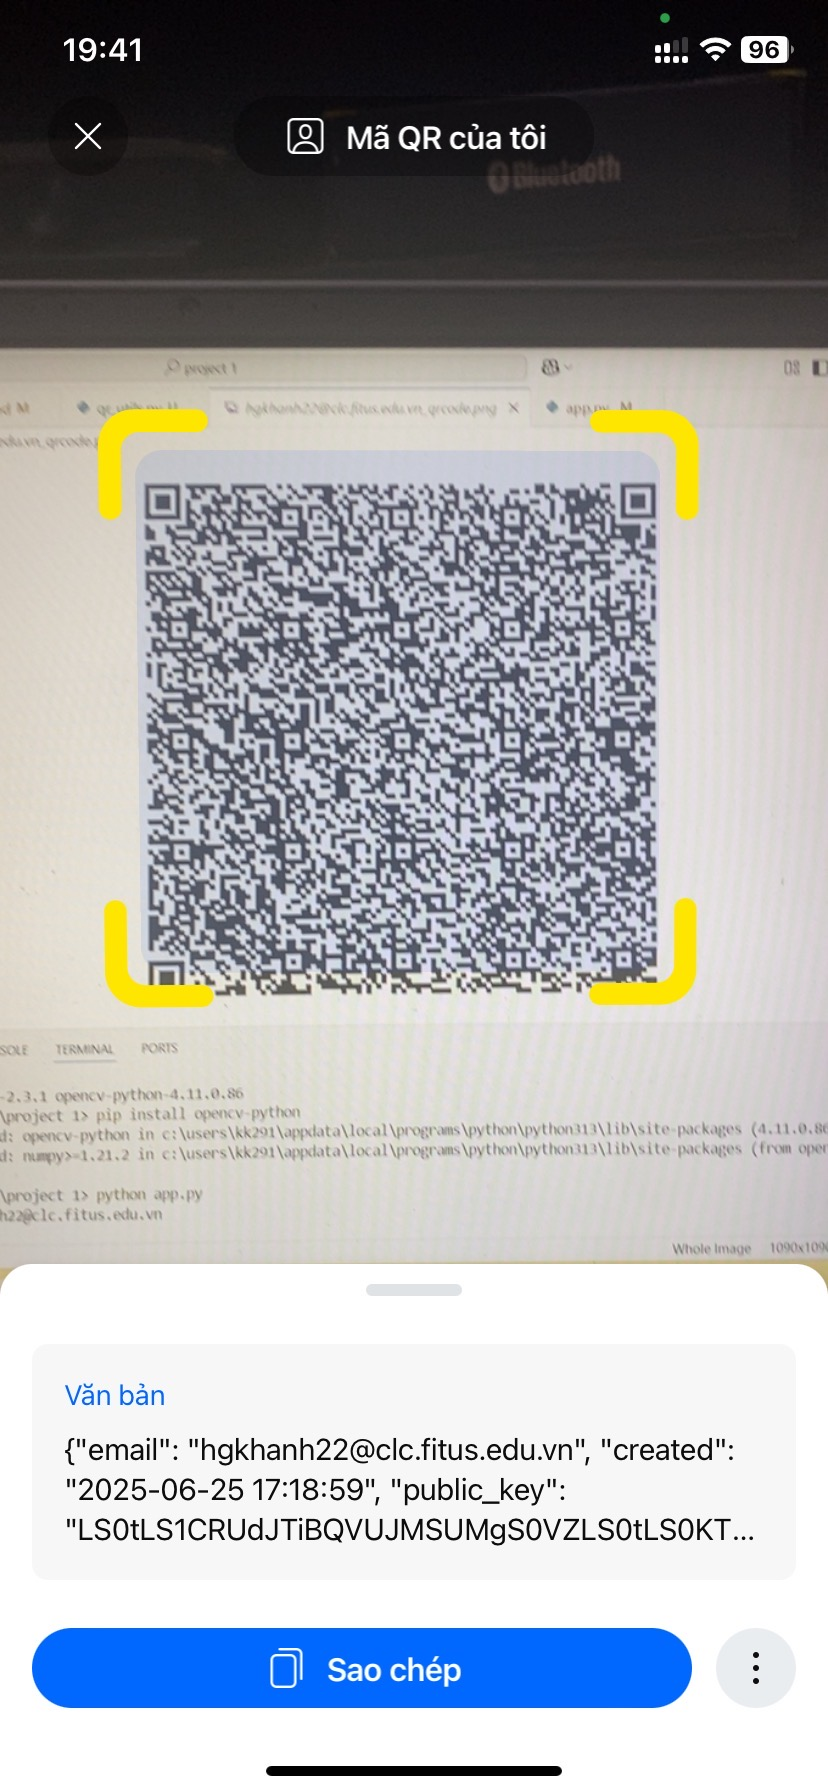 19:41
96
Mã QR của tôi
Bluetooth
project 1
hgkhanh22@clc.fitus.edu.vn_qrcode.png
app.py M
edu.vn_qrcode.p
SOLE TERMINAL PORTS
-2.3.1 opencv-python-4.11.0.86
\project 1> pip install opencv-python
d: opencv-python in c:\users\kk291\appdata\local\programs\python\python313\lib\site-packages (4.11.0.86
d: numpy>=1.21.2 in c:\users\kk291\appdata\local\programs\python\python313\lib\site-packages (from oper
\project 1> python app.py
h22@clc.fitus.edu.vn
Whole Image 1090x1090
Văn bản
{"email": "hgkhanh22@clc.fitus.edu.vn", "created":
"2025-06-25 17:18:59", "public_key":
"LS0tLS1CRUdJTiBQVUJMSUMgS0VZLS0tLS0KT...
Sao chép